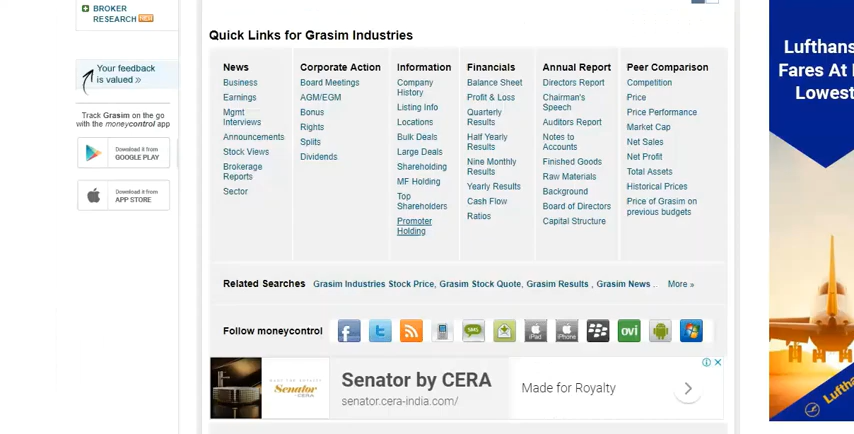 BROKER
RESEARCH NEW
Your feedback
is valued »
Track Grasim on the go
with the moneycontrol app
Download it from
GOOGLE PLAY
Download it from
APP STORE
Quick Links for Grasim Industries
News
Business
Earnings
Mgmt
Interviews
Announcements
Stock Views
Brokerage
Reports
Sector
Corporate Action
Board Meetings
AGM/EGM
Bonus
Rights
Splits
Dividends
Information
Company
History
Listing Info
Locations
Bulk Deals
Large Deals
Shareholding
MF Holding
Top
Shareholders
Promoter
Holding
Financials
Balance Sheet
Profit & Loss
Quarterly
Results
Half Yearly
Results
Nine Monthly
Results
Yearly Results
Cash Flow
Ratios
Annual Report
Directors Report
Chairman's
Speech
Auditors Report
Notes to
Accounts
Finished Goods
Raw Materials
Background
Board of Directors
Capital Structure
Peer Comparison
Competition
Price
Price Performance
Market Cap
Net Sales
Net Profit
Total Assets
Historical Prices
Price of Grasim on
previous budgets
Related Searches Grasim Industries Stock Price, Grasim Stock Quote, Grasim Results , Grasim News .. More »
Follow moneycontrol
SMS
iPad
iPhone
ovi
Senator
CERA
Senator by CERA
senator.cera-india.com/
Made for Royalty
Lufthans
Fares At
Lowest
Lufthan